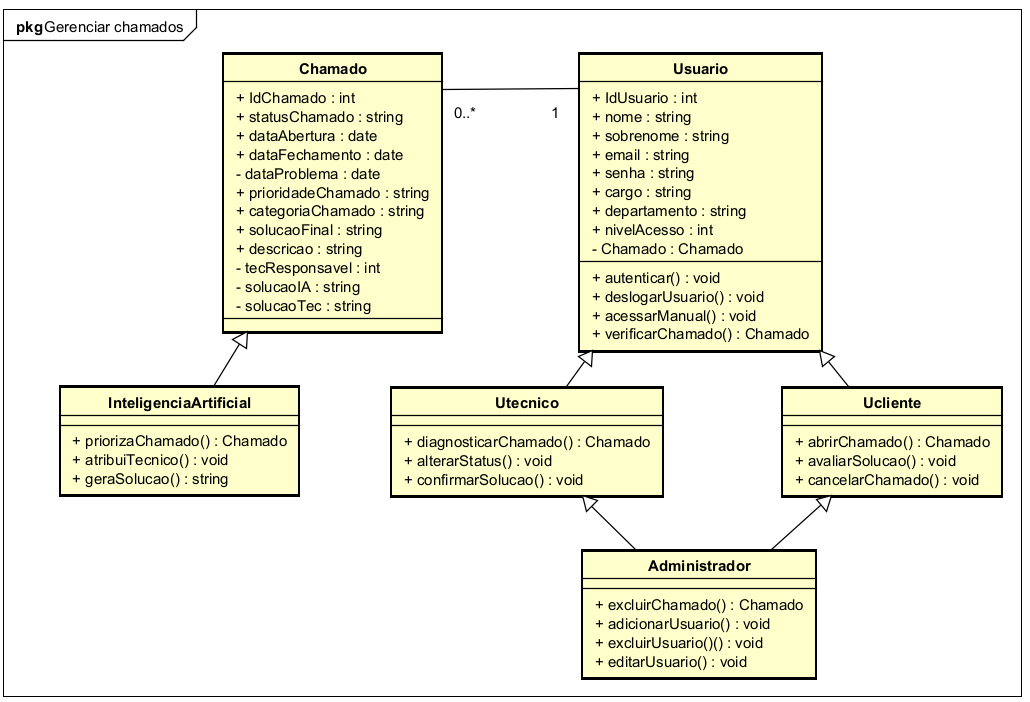 pkg Gerenciar chamados
Chamado
+ IdChamado : int
+ statusChamado : string
+ dataAbertura : date
+ dataFechamento : date
- dataProblema : date
+ prioridadeChamado : string
+ categoriaChamado : string
+ solucaoFinal : string
+ descricao : string
- tecResponsavel : int
- solucaoIA : string
- solucaoTec : string
0..*
1
Usuario
+ IdUsuario : int
+ nome : string
+ sobrenome : string
+ email : string
+ senha : string
+ cargo : string
+ departamento : string
+ nivelAcesso : int
- Chamado : Chamado
+ autenticar() : void
+ deslogarUsuario() : void
+ acessarManual() : void
+ verificarChamado() : Chamado
InteligenciaArtificial
+ priorizaChamado() : Chamado
+ atribuiTecnico() : void
+ geraSolucao() : string
Utecnico
+ diagnosticarChamado() : Chamado
+ alterarStatus() : void
+ confirmarSolucao() : void
Ucliente
+ abrirChamado() : Chamado
+ avaliarSolucao() : void
+ cancelarChamado() : void
Administrador
+ excluirChamado() : Chamado
+ adicionarUsuario() : void
+ excluirUsuario()() : void
+ editarUsuario() : void